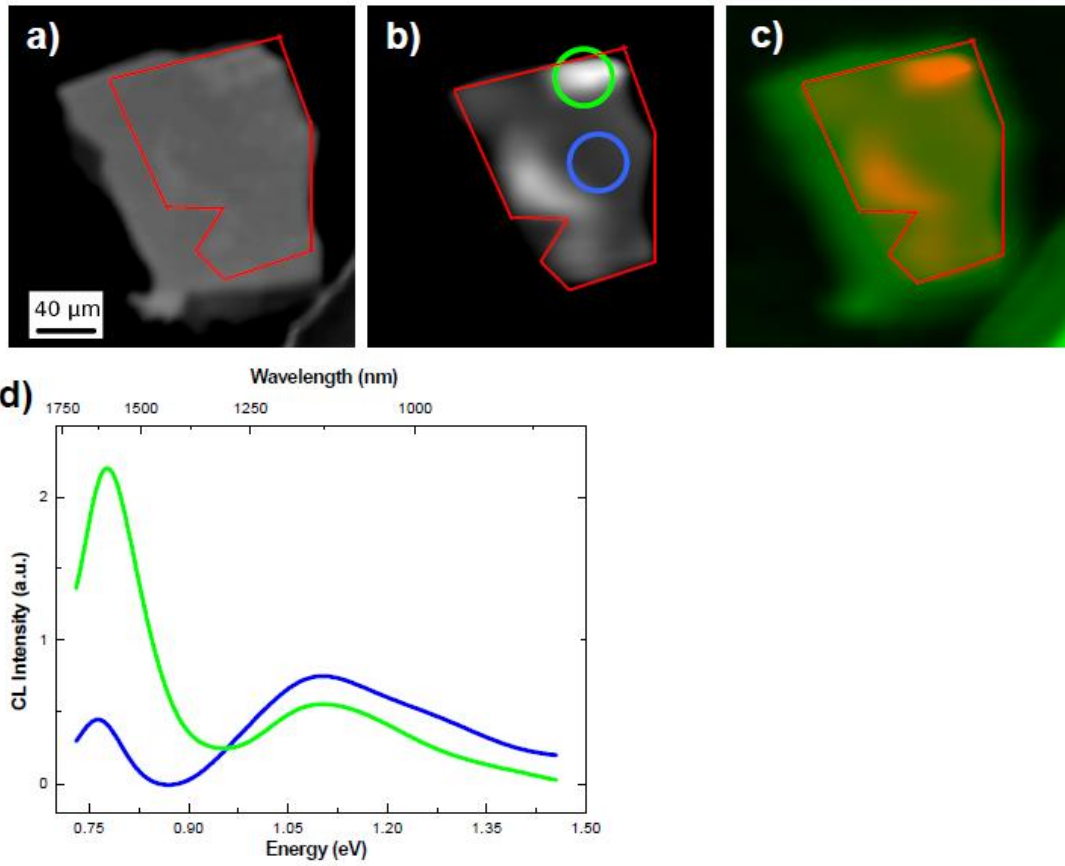 a)
b)
c)
40 μm
d)
Wavelength (nm)
1750 1500 1250 1000
2
1
0
CL Intensity (a.u.)
0.75 0.90 1.05 1.20 1.35 1.50
Energy (eV)